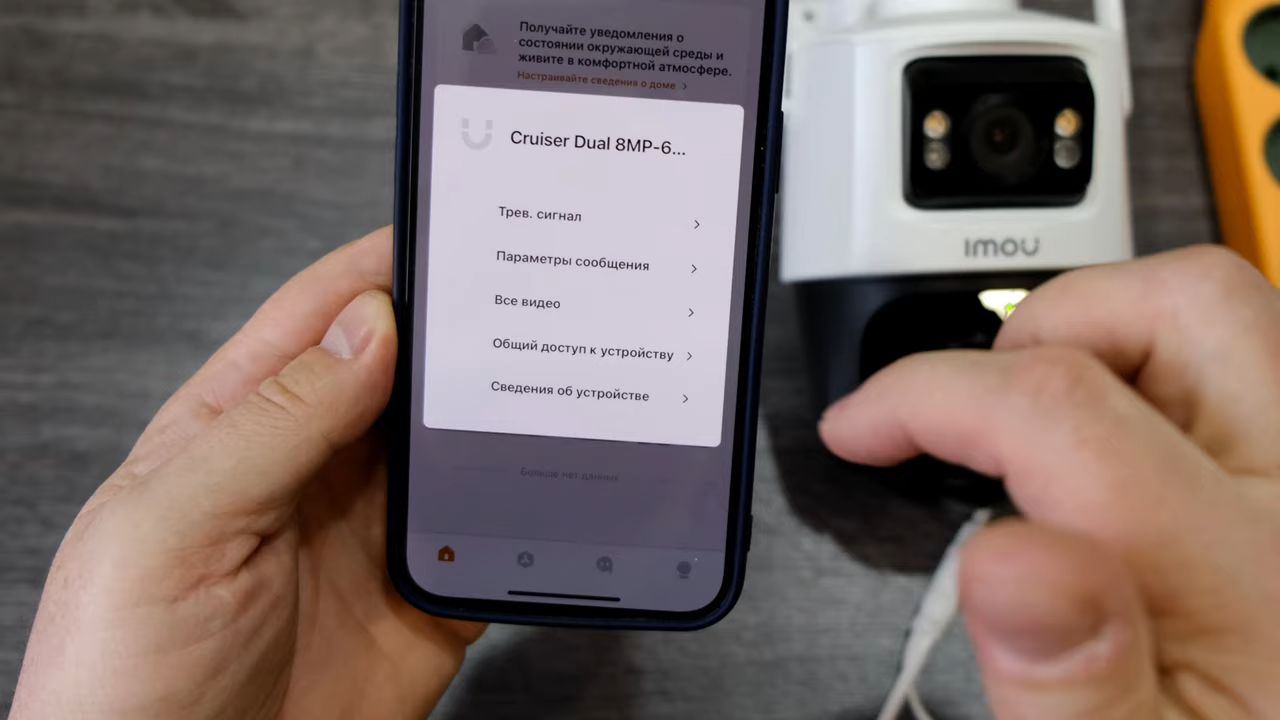 Получайте уведомления о
состоянии окружающей среды и
живите в комфортной атмосфере.
Настраивайте сведения о доме >
Cruiser Dual 8MP-6...
Трев. сигнал >
Параметры сообщения >
Все видео >
Общий доступ к устройству >
Сведения об устройстве >
Больше нет данных
imou